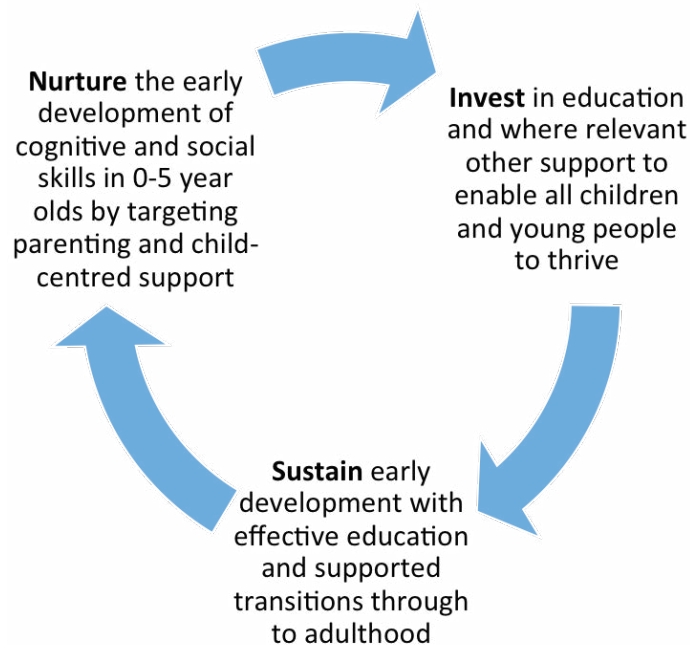 Nurture the early
development of
cognitive and social
skills in 0-5 year
olds by targeting
parenting and child-
centred support
Invest in education
and where relevant
other support to
enable all children
and young people
to thrive
Sustain early
development with
effective education
and supported
transitions through
to adulthood